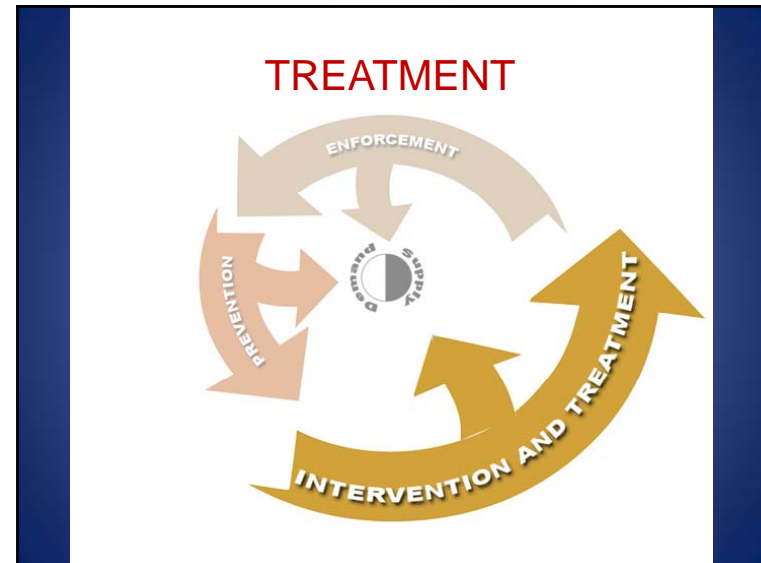 TREATMENT
ENFORCEMENT
Demand
Supply
PREVENTION
INTERVENTION AND TREATMENT